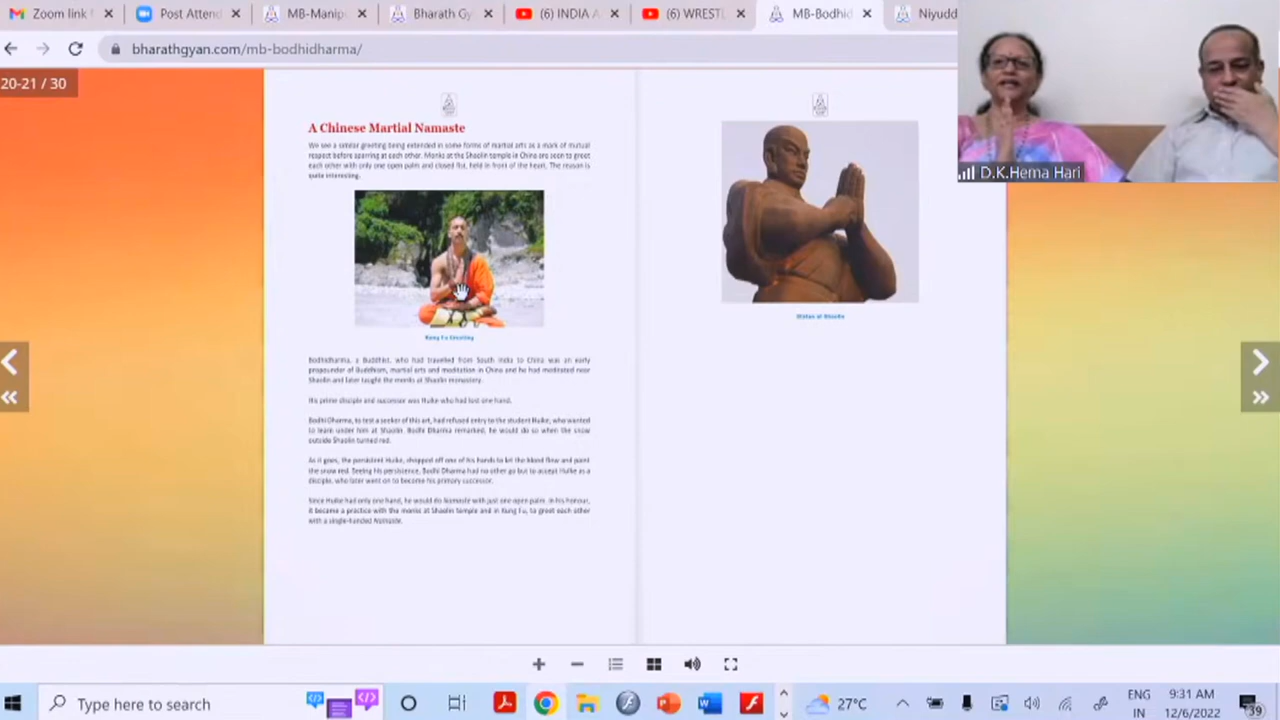 Zoom link f
Post Attend
MB-Manipu
Bharath Gy
(6) INDIA A
(6) WREST
MB-Bodhid
Niyudd
bharathgyan.com/mb-bodhidharma/
20-21 / 30
D.K.Hema Hari
A Chinese Martial Namaste
We see a similar greeting being extended in some forms of martial arts as a mark of mutual
respect before sparring at each other. Monks at the Shaolin temple in China are seen to greet
each other with only one open palm and closed fist, held in front of the heart. The reason is
quite interesting.
Kung Fu Greeting
Statue at Shaolin
Bodhidharma, a Buddhist, who had travelled from South India to China was an early
propounder of Buddhism, martial arts and meditation in China and he had meditated near
Shaolin and later taught the monks at Shaolin monastery.
His prime disciple and successor was Huike who had lost one hand.
Bodhi Dharma, to test a seeker of this art, had refused entry to the student Huike, who wanted
to learn under him at Shaolin. Bodhi Dharma remarked, he would do so when the snow
outside Shaolin turned red.
As it goes, the persistent Huike, chopped off one of his hands to let the blood flow and paint
the snow red. Seeing his persistence, Bodhi Dharma had no other go but to accept Huike as a
disciple, who later went on to become his primary successor.
Since Huike had only one hand, he would do Namaste with just one open palm. In his honour,
it became a practice with the monks at Shaolin temple and in Kung Fu, to greet each other
with a single-handed Namaste.
Type here to search
27°C
ENG
IN
9:31 AM
12/6/2022
39